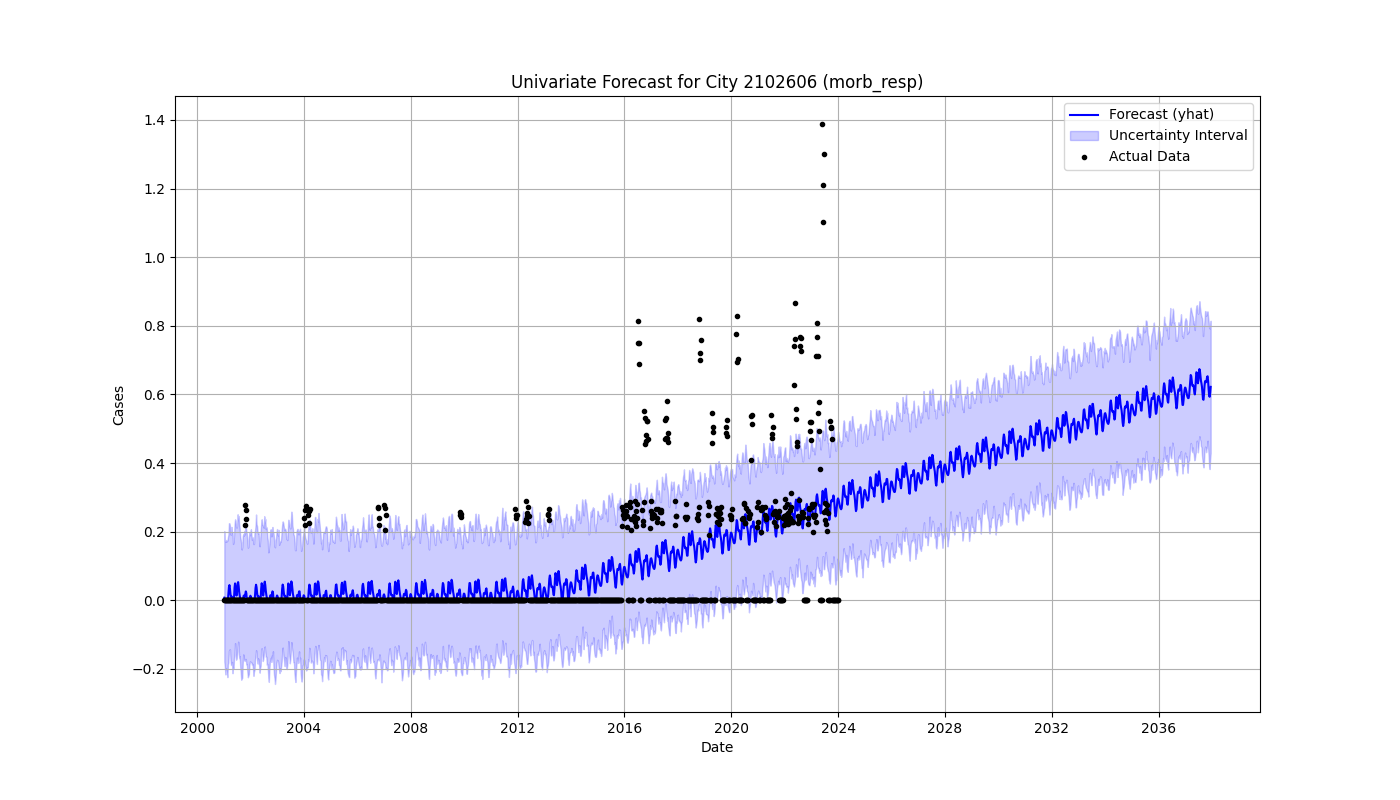 Univariate Forecast for City 2102606 (morb_resp)
Forecast (yhat)
Uncertainty Interval
Actual Data
Cases
1.4
1.2
1.0
0.8
0.6
0.4
0.2
0.0
−0.2
2000 2004 2008 2012 2016 2020 2024 2028 2032 2036
Date